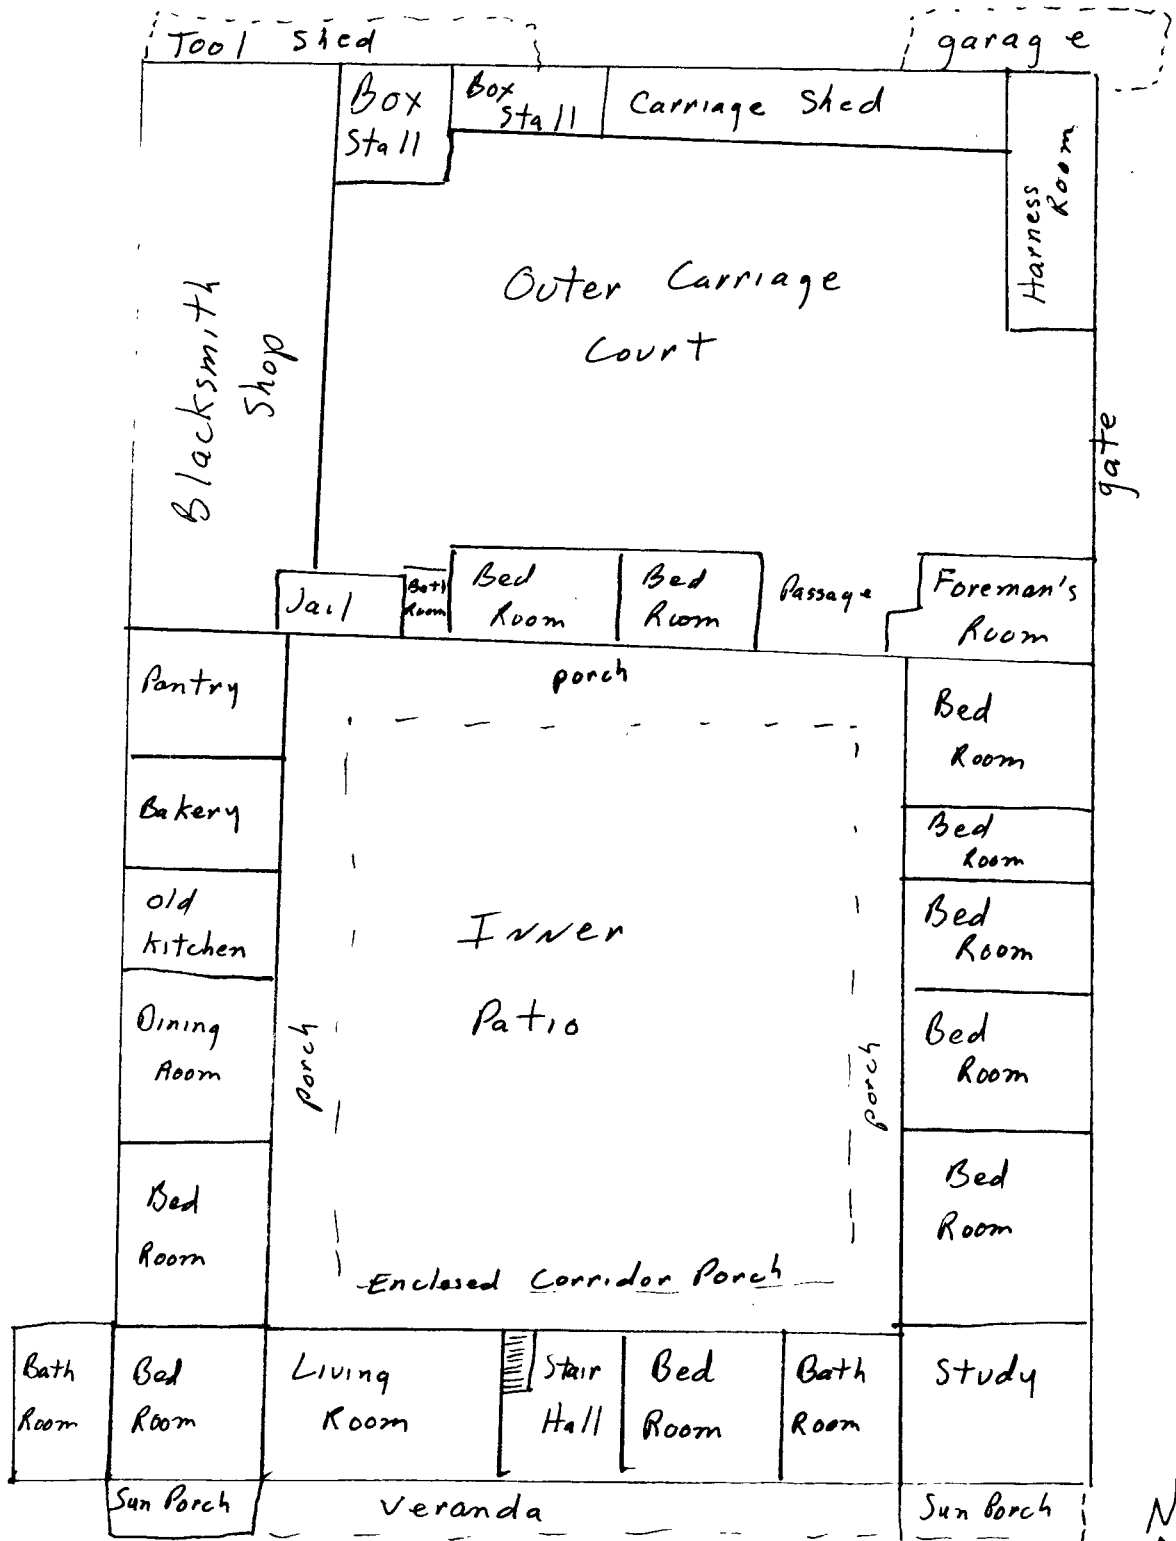 Tool Shed
garage
Box
Stall
Box
Stall
Carriage Shed
Harness
Room
Outer Carriage
Court
Blacksmith
Shop
gate
Jail
Bath
Room
Bed
Room
Bed
Room
Passage
Foreman's
Room
Pantry
porch
Bed
Room
Bakery
Bed
Room
old
kitchen
Inner
Patio
Bed
Room
Dining
Room
porch
porch
Bed
Room
Bed
Room
Bed
Room
Enclosed Corridor Porch
Bath
Room
Bed
Room
Living
Room
Stair
Hall
Bed
Room
Bath
Room
Study
Sun Porch
Veranda
Sun Porch
N